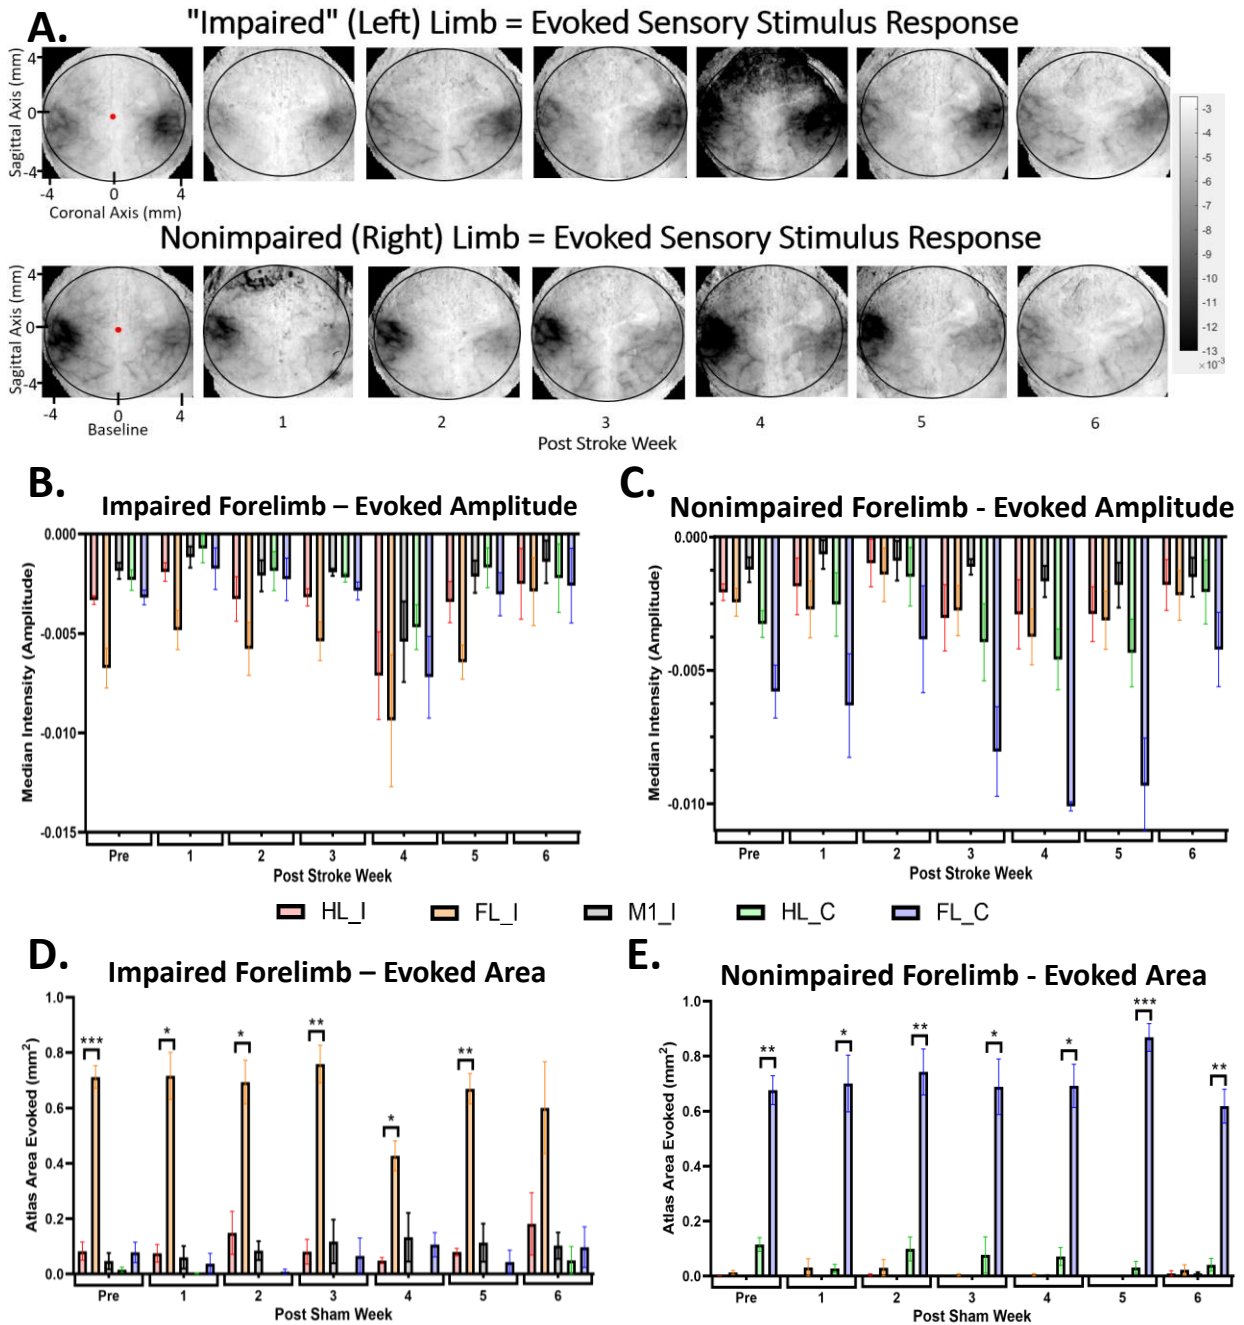 A.
"Impaired" (Left) Limb = Evoked Sensory Stimulus Response
Sagittal Axis (mm)
4
0
-4
-4 0 4
Coronal Axis (mm)
-3
-4
-5
-6
-7
-8
-9
-10
-11
-12
-13
×10⁻³
Nonimpaired (Right) Limb = Evoked Sensory Stimulus Response
Sagittal Axis (mm)
4
0
-4
-4 0 4
Baseline 1 2 3 4 5 6
Post Stroke Week
B.
Impaired Forelimb – Evoked Amplitude
Median Intensity (Amplitude)
0.000
-0.005
-0.010
-0.015
Pre 1 2 3 4 5 6
Post Stroke Week
C.
Nonimpaired Forelimb - Evoked Amplitude
Median Intensity (Amplitude)
0.000
-0.005
-0.010
Pre 1 2 3 4 5 6
Post Stroke Week
HL_I FL_I M1_I HL_C FL_C
D.
Impaired Forelimb – Evoked Area
Atlas Area Evoked (mm²)
1.0
0.8
0.6
0.4
0.2
0.0
*** * * ** * **
Pre 1 2 3 4 5 6
Post Sham Week
E.
Nonimpaired Forelimb - Evoked Area
Atlas Area Evoked (mm²)
1.0
0.8
0.6
0.4
0.2
0.0
** * ** * * *** **
Pre 1 2 3 4 5 6
Post Sham Week